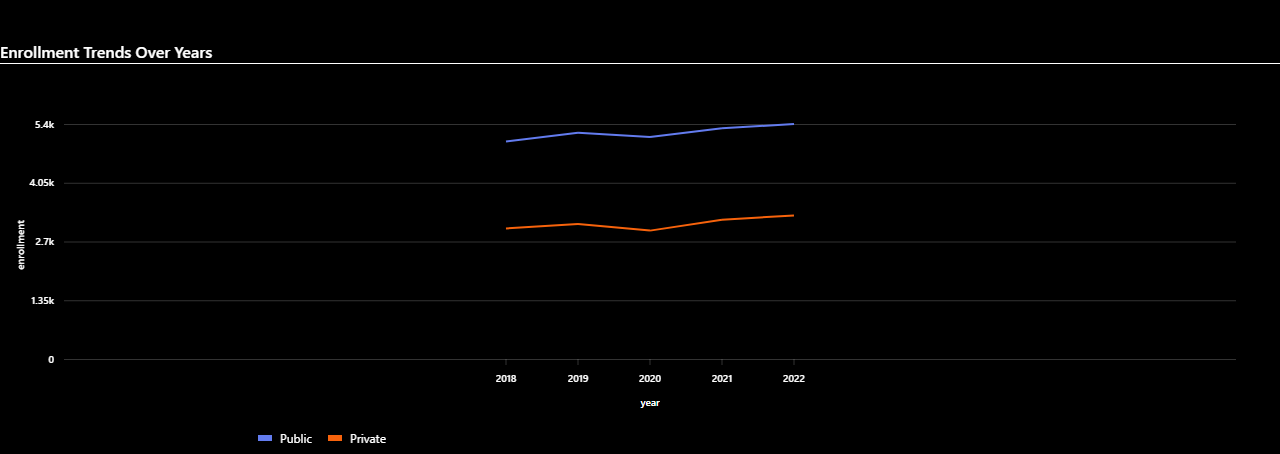 Enrollment Trends Over Years
5.4k
4.05k
2.7k
1.35k
0
enrollment
2018 2019 2020 2021 2022
year
Public Private